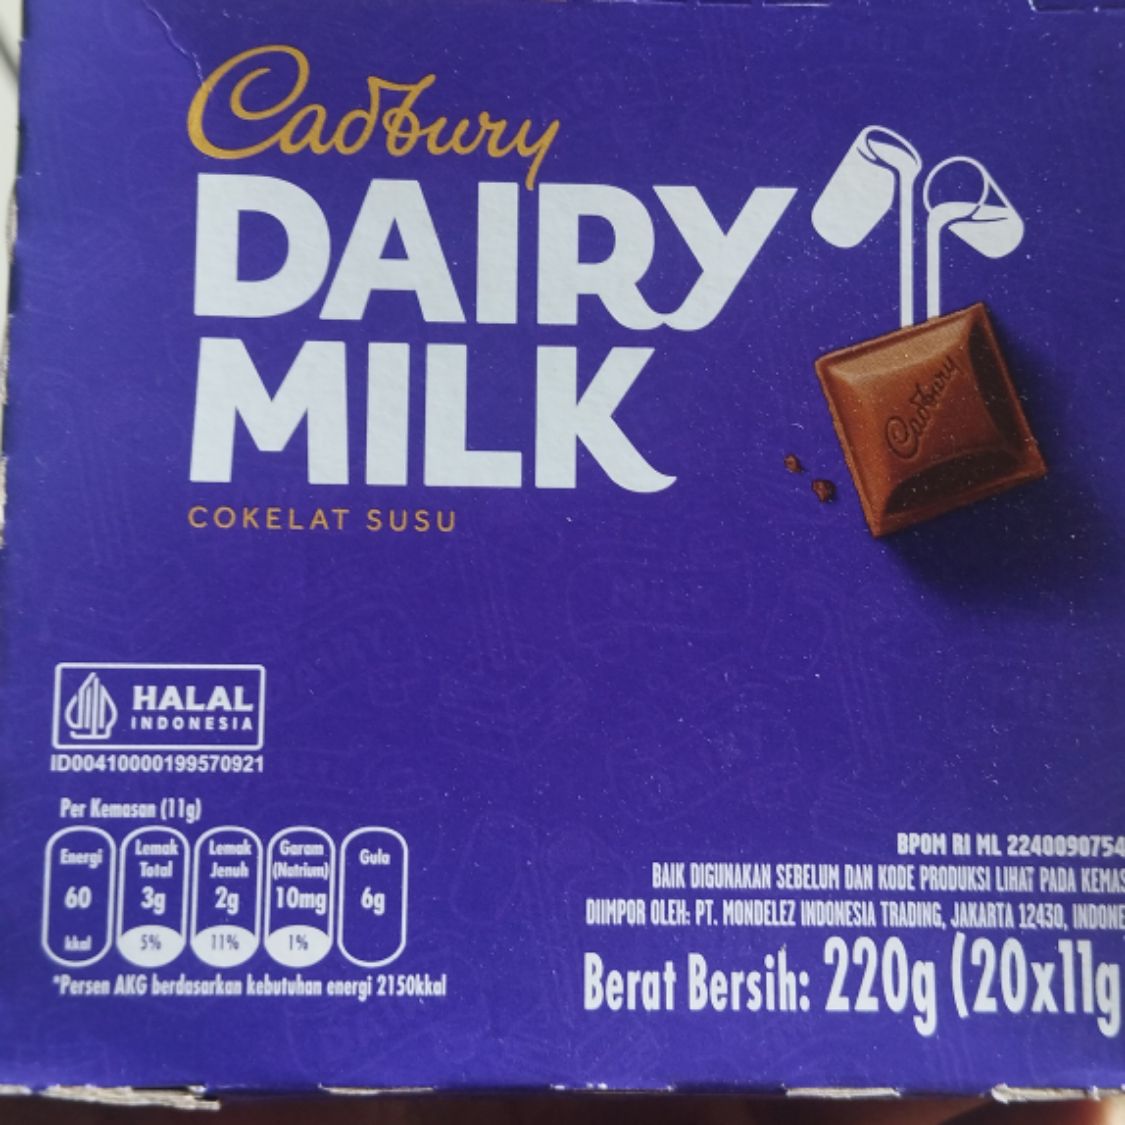 Cadbury
DAIRY
MILK
COKELAT SUSU
Cadbury
HALAL
INDONESIA
ID00410000199570921
Per Kemasan (11g)
Energi 60 kkal
Lemak Total 3g 5%
Lemak Jenuh 2g 11%
Garam (Natrium) 10mg 1%
Gula 6g
*Persen AKG berdasarkan kebutuhan energi 2150kkal
BPOM RI ML 2240090754
BAIK DIGUNAKAN SEBELUM DAN KODE PRODUKSI LIHAT PADA KEMAS
DIIMPOR OLEH: PT. MONDELEZ INDONESIA TRADING, JAKARTA 12430, INDONE
Berat Bersih: 220g (20x11g